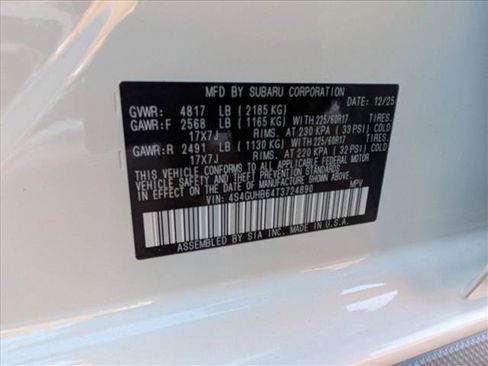 MFD BY SUBARU CORPORATION
DATE: 12/25
GVWR: 4817 LB (2185 KG)
GAWR:F 2568 LB (1165 KG) WITH 225/60R17 TIRES.
17X7J RIMS. AT 230 KPA (33 PSI) COLD
GAWR:R 2491 LB (1130 KG) WITH 225/60R17 TIRES.
17X7J RIMS. AT 220 KPA (32 PSI) COLD
THIS VEHICLE CONFORMS TO ALL APPLICABLE FEDERAL MOTOR
VEHICLE SAFETY AND THEFT PREVENTION STANDARDS
IN EFFECT ON THE DATE OF MANUFACTURE SHOWN ABOVE.
VIN: 4S4GUHB64T3724890 MPV
ASSEMBLED BY SIA INC. MADE IN U.S.A.